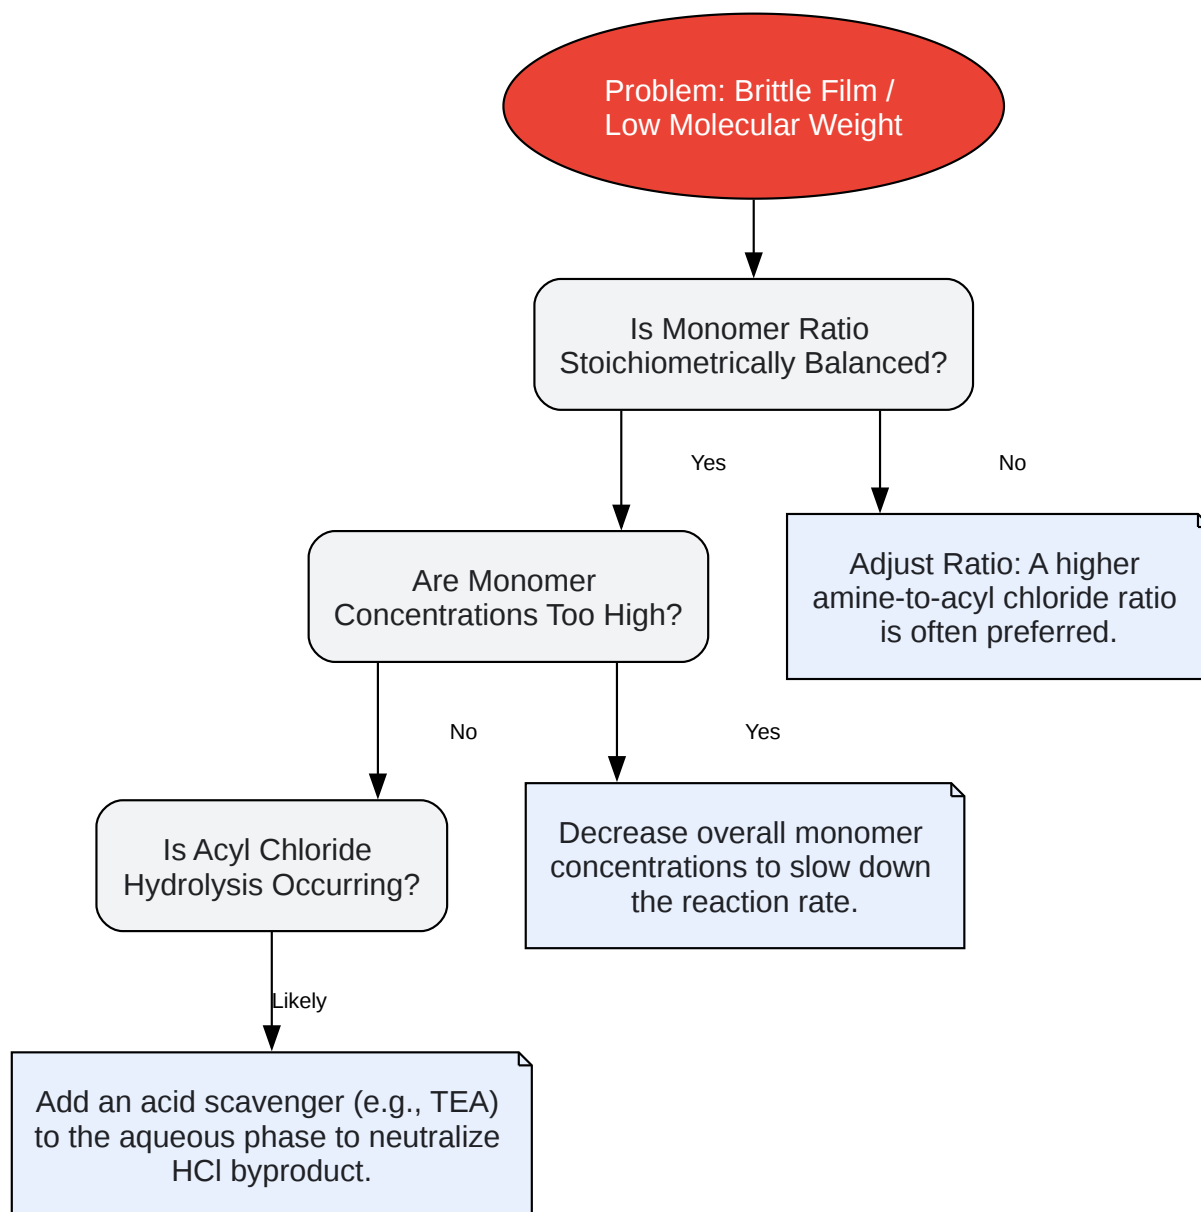 Problem: Brittle Film /
Low Molecular Weight
Is Monomer Ratio
Stoichiometrically Balanced?
Yes
No
Are Monomer
Concentrations Too High?
Adjust Ratio: A higher
amine-to-acyl chloride ratio
is often preferred.
No
Yes
Is Acyl Chloride
Hydrolysis Occurring?
Decrease overall monomer
concentrations to slow down
the reaction rate.
Likely
Add an acid scavenger (e.g., TEA)
to the aqueous phase to neutralize
HCl byproduct.